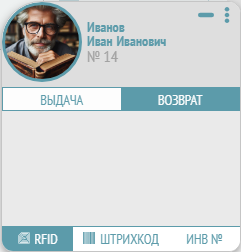 Иванов
Иван Иванович
№ 14
ВЫДАЧА ВОЗВРАТ
RFID ШТРИХКОД ИНВ №